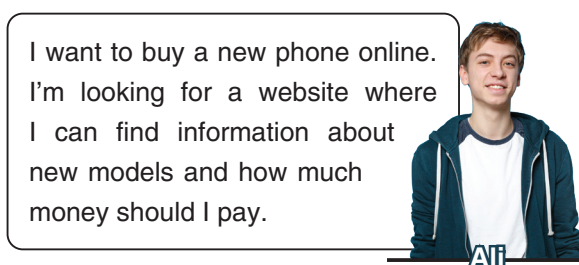 I want to buy a new phone online.
I'm looking for a website where
I can find information about
new models and how much
money should I pay.
Ali